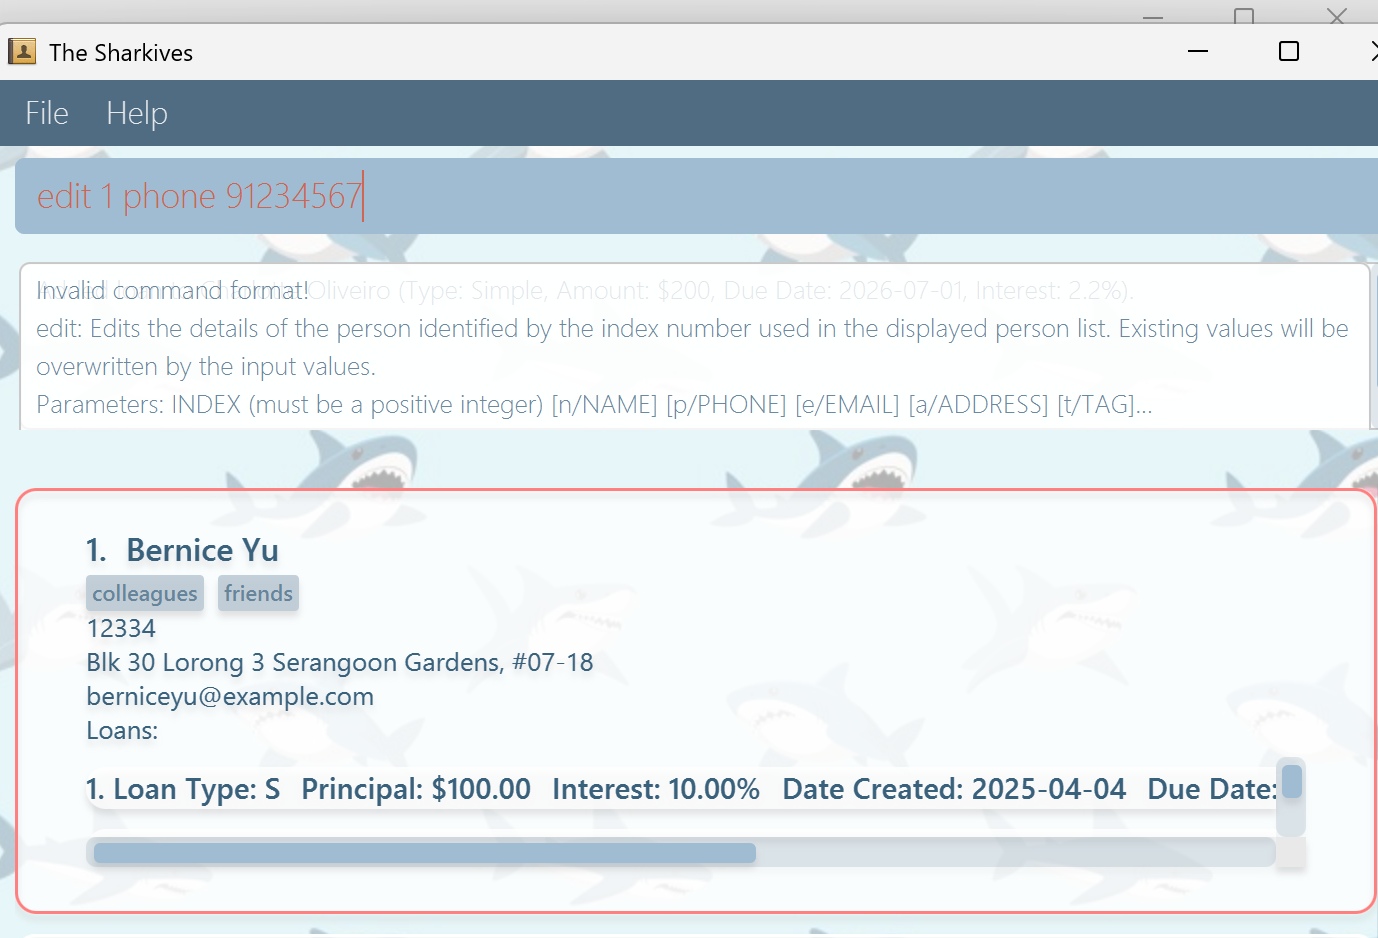 The Sharkives
File Help
edit 1 phone 91234567
Invalid command format!
Oliveiro (Type: Simple, Amount: $200, Due Date: 2026-07-01, Interest: 2.2%).
edit: Edits the details of the person identified by the index number used in the displayed person list. Existing values will be
overwritten by the input values.
Parameters: INDEX (must be a positive integer) [n/NAME] [p/PHONE] [e/EMAIL] [a/ADDRESS] [t/TAG]...
1. Bernice Yu
colleagues friends
12334
Blk 30 Lorong 3 Serangoon Gardens, #07-18
berniceyu@example.com
Loans:
1. Loan Type: S Principal: $100.00 Interest: 10.00% Date Created: 2025-04-04 Due Date: